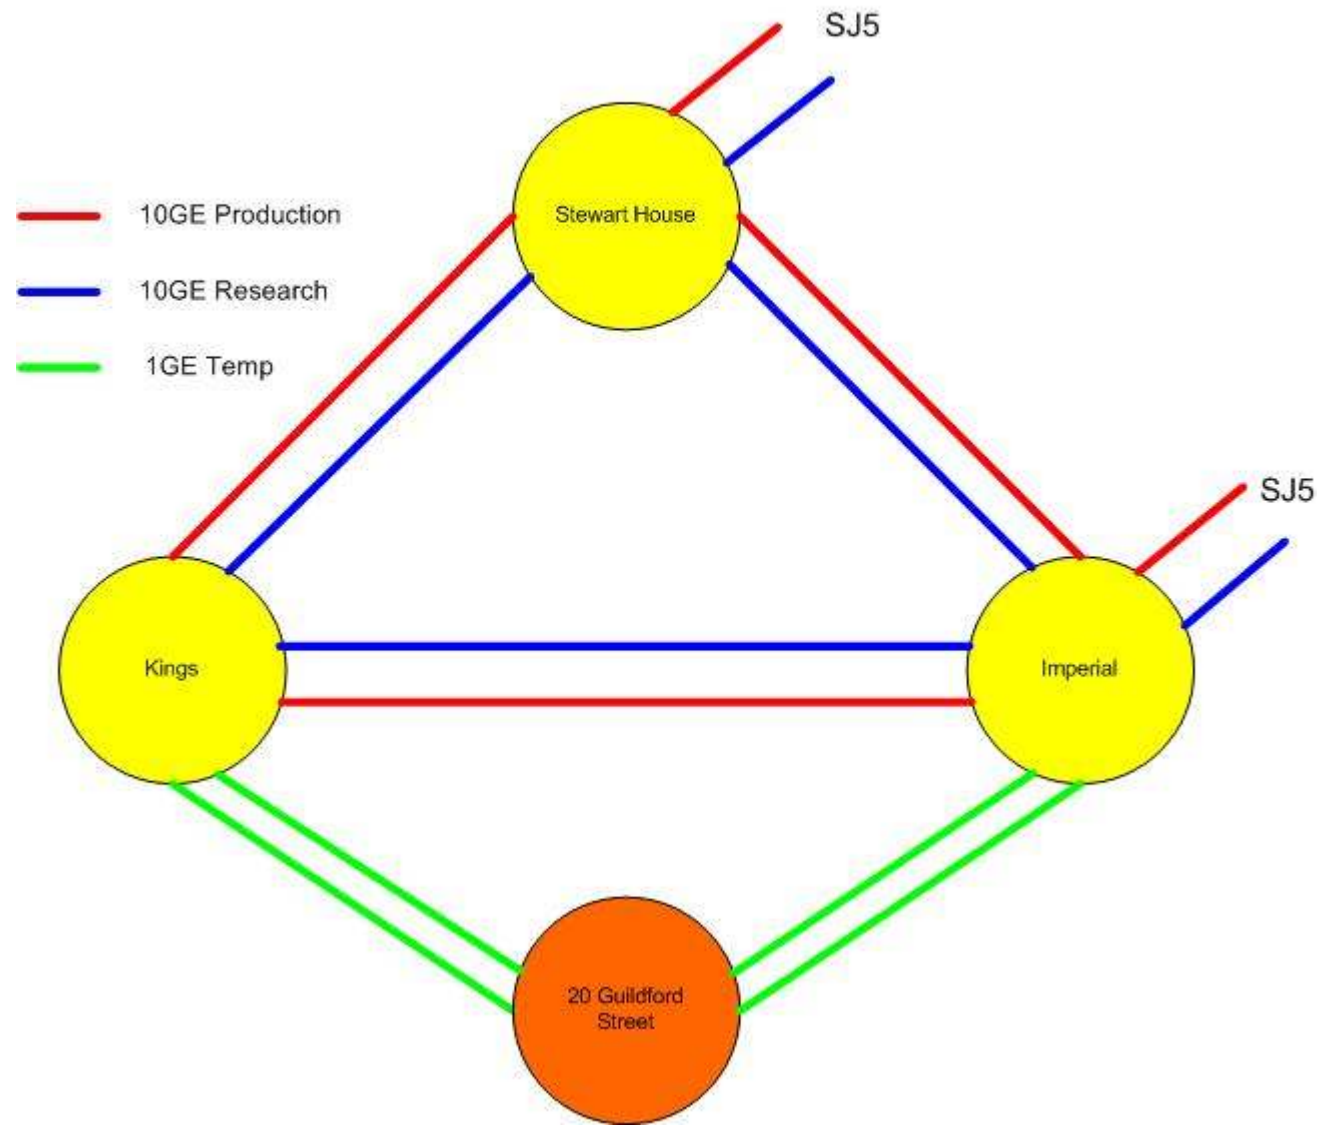 SJ5
Stewart House
10GE Production
10GE Research
1GE Temp
SJ5
Kings
Imperial
20 Guildford
Street